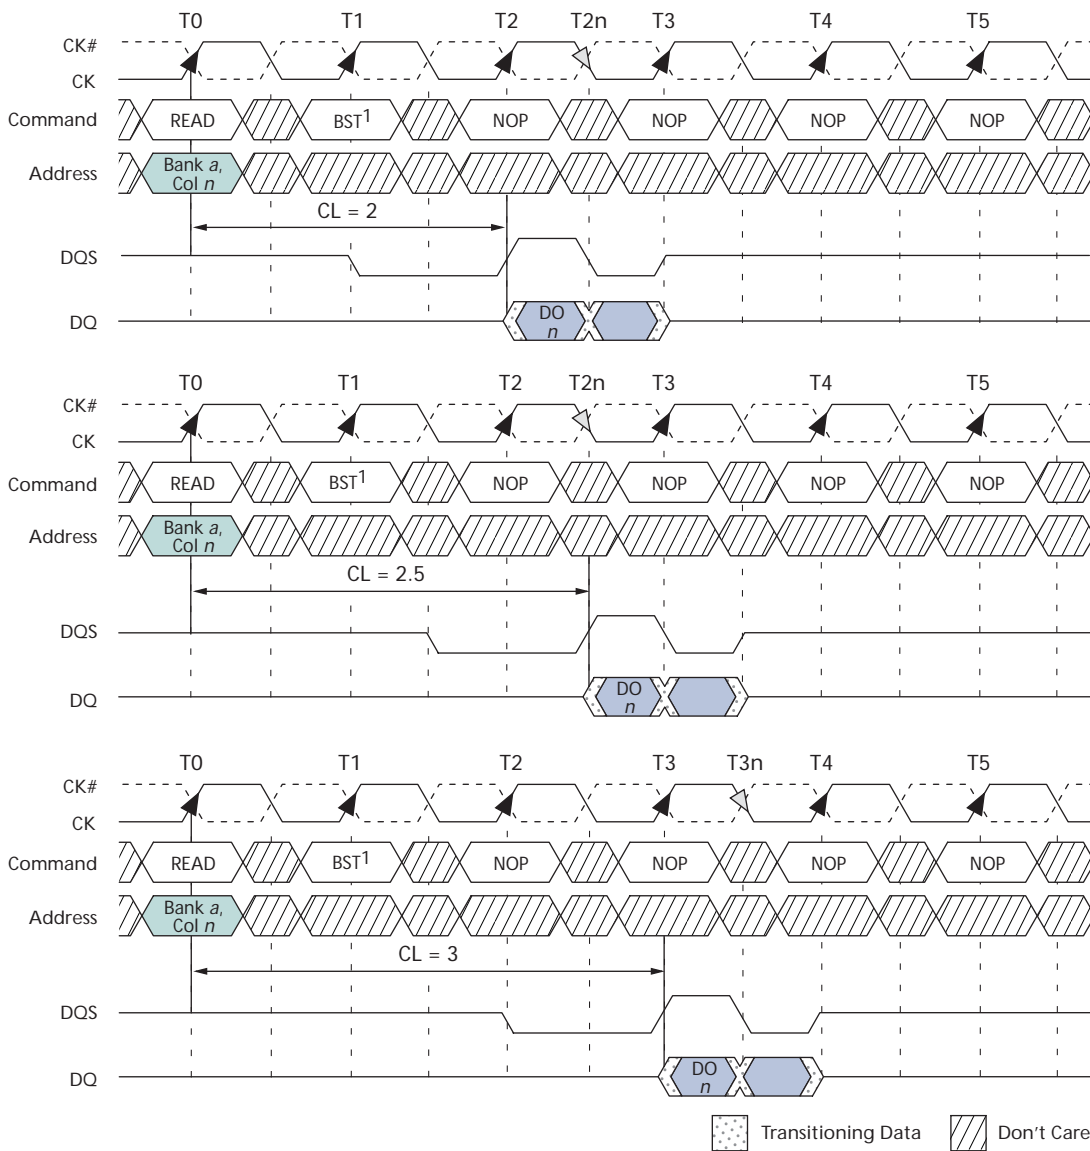 T0 T1 T2 T2n T3 T4 T5
CK#
CK
Command READ BST1 NOP NOP NOP NOP
Address Bank a,
Col n
CL = 2
DQS
DQ DO
n
T0 T1 T2 T2n T3 T4 T5
CK#
CK
Command READ BST1 NOP NOP NOP NOP
Address Bank a,
Col n
CL = 2.5
DQS
DQ DO
n
T0 T1 T2 T3 T3n T4 T5
CK#
CK
Command READ BST1 NOP NOP NOP NOP
Address Bank a,
Col n
CL = 3
DQS
DQ DO
n
Transitioning Data Don't Care